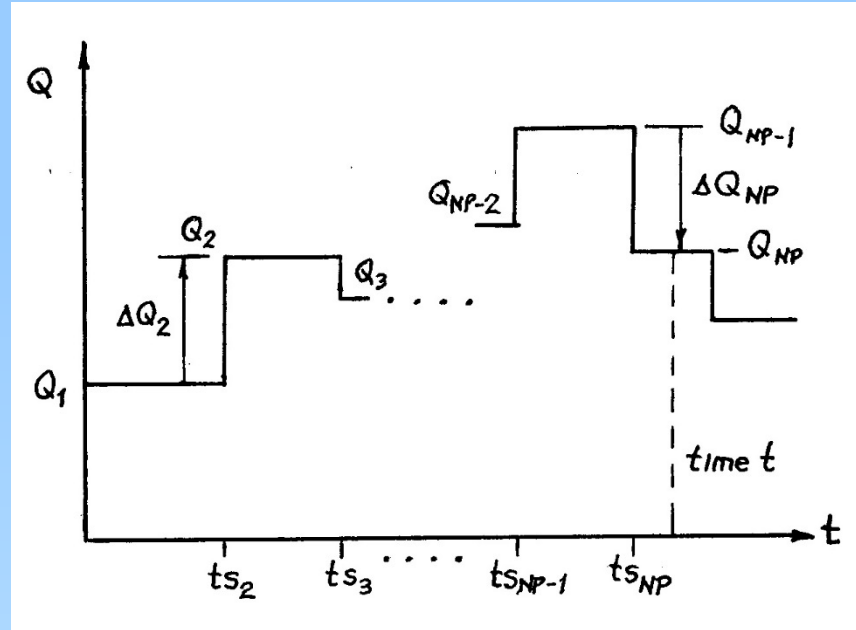 Q
Q_NP-1
ΔQ_NP
Q_NP-2
Q_2
Q_NP
Q_3
ΔQ_2
Q_1
time t
t
ts_2 ts_3 .... ts_NP-1 ts_NP